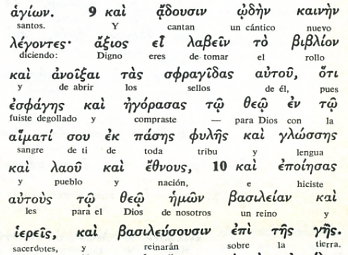 ἁγίων. 9 καὶ ᾄδουσιν ᾠδὴν καινὴν
santos. Y cantan un cántico nuevo
λέγοντες· ἄξιος εἶ λαβεῖν τὸ βιβλίον
diciendo: Digno eres de tomar el rollo
καὶ ἀνοῖξαι τὰς σφραγῖδας αὐτοῦ, ὅτι
y de abrir los sellos de él, pues
ἐσφάγης καὶ ἠγόρασας τῷ θεῷ ἐν τῷ
fuiste degollado y compraste — para Dios con la
αἵματί σου ἐκ πάσης φυλῆς καὶ γλώσσης
sangre de ti de toda tribu y lengua
καὶ λαοῦ καὶ ἔθνους, 10 καὶ ἐποίησας
y pueblo y nación, e hiciste
αὐτοὺς τῷ θεῷ ἡμῶν βασιλείαν καὶ
les para el Dios de nosotros un reino y
ἱερεῖς, καὶ βασιλεύσουσιν ἐπὶ τῆς γῆς.
sacerdotes, y reinarán sobre la tierra.